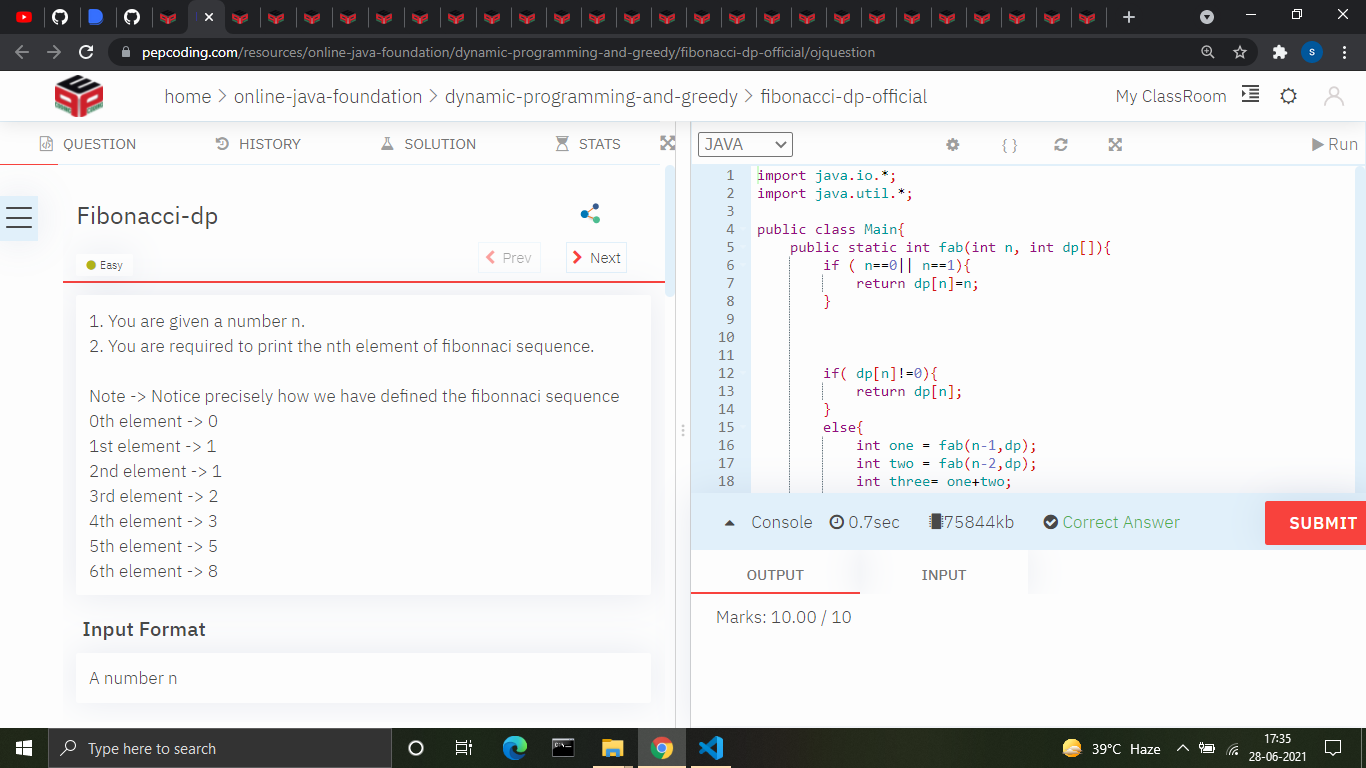 pepcoding.com/resources/online-java-foundation/dynamic-programming-and-greedy/fibonacci-dp-official/ojquestion
S
home > online-java-foundation > dynamic-programming-and-greedy > fibonacci-dp-official
My ClassRoom
QUESTION HISTORY SOLUTION STATS
JAVA
Run
Fibonacci-dp
Easy
Prev Next
1. You are given a number n.
2. You are required to print the nth element of fibonnaci sequence.
Note -> Notice precisely how we have defined the fibonnaci sequence
0th element -> 0
1st element -> 1
2nd element -> 1
3rd element -> 2
4th element -> 3
5th element -> 5
6th element -> 8
Input Format
A number n
1 import java.io.*;
2 import java.util.*;
3
4 public class Main{
5 public static int fab(int n, int dp[]){
6 if ( n==0|| n==1){
7 return dp[n]=n;
8 }
9
10
11
12 if( dp[n]!=0){
13 return dp[n];
14 }
15 else{
16 int one = fab(n-1,dp);
17 int two = fab(n-2,dp);
18 int three= one+two;
Console 0.7sec 75844kb Correct Answer
SUBMIT
OUTPUT INPUT
Marks: 10.00 / 10
Type here to search
39°C Haze
17:35
28-06-2021